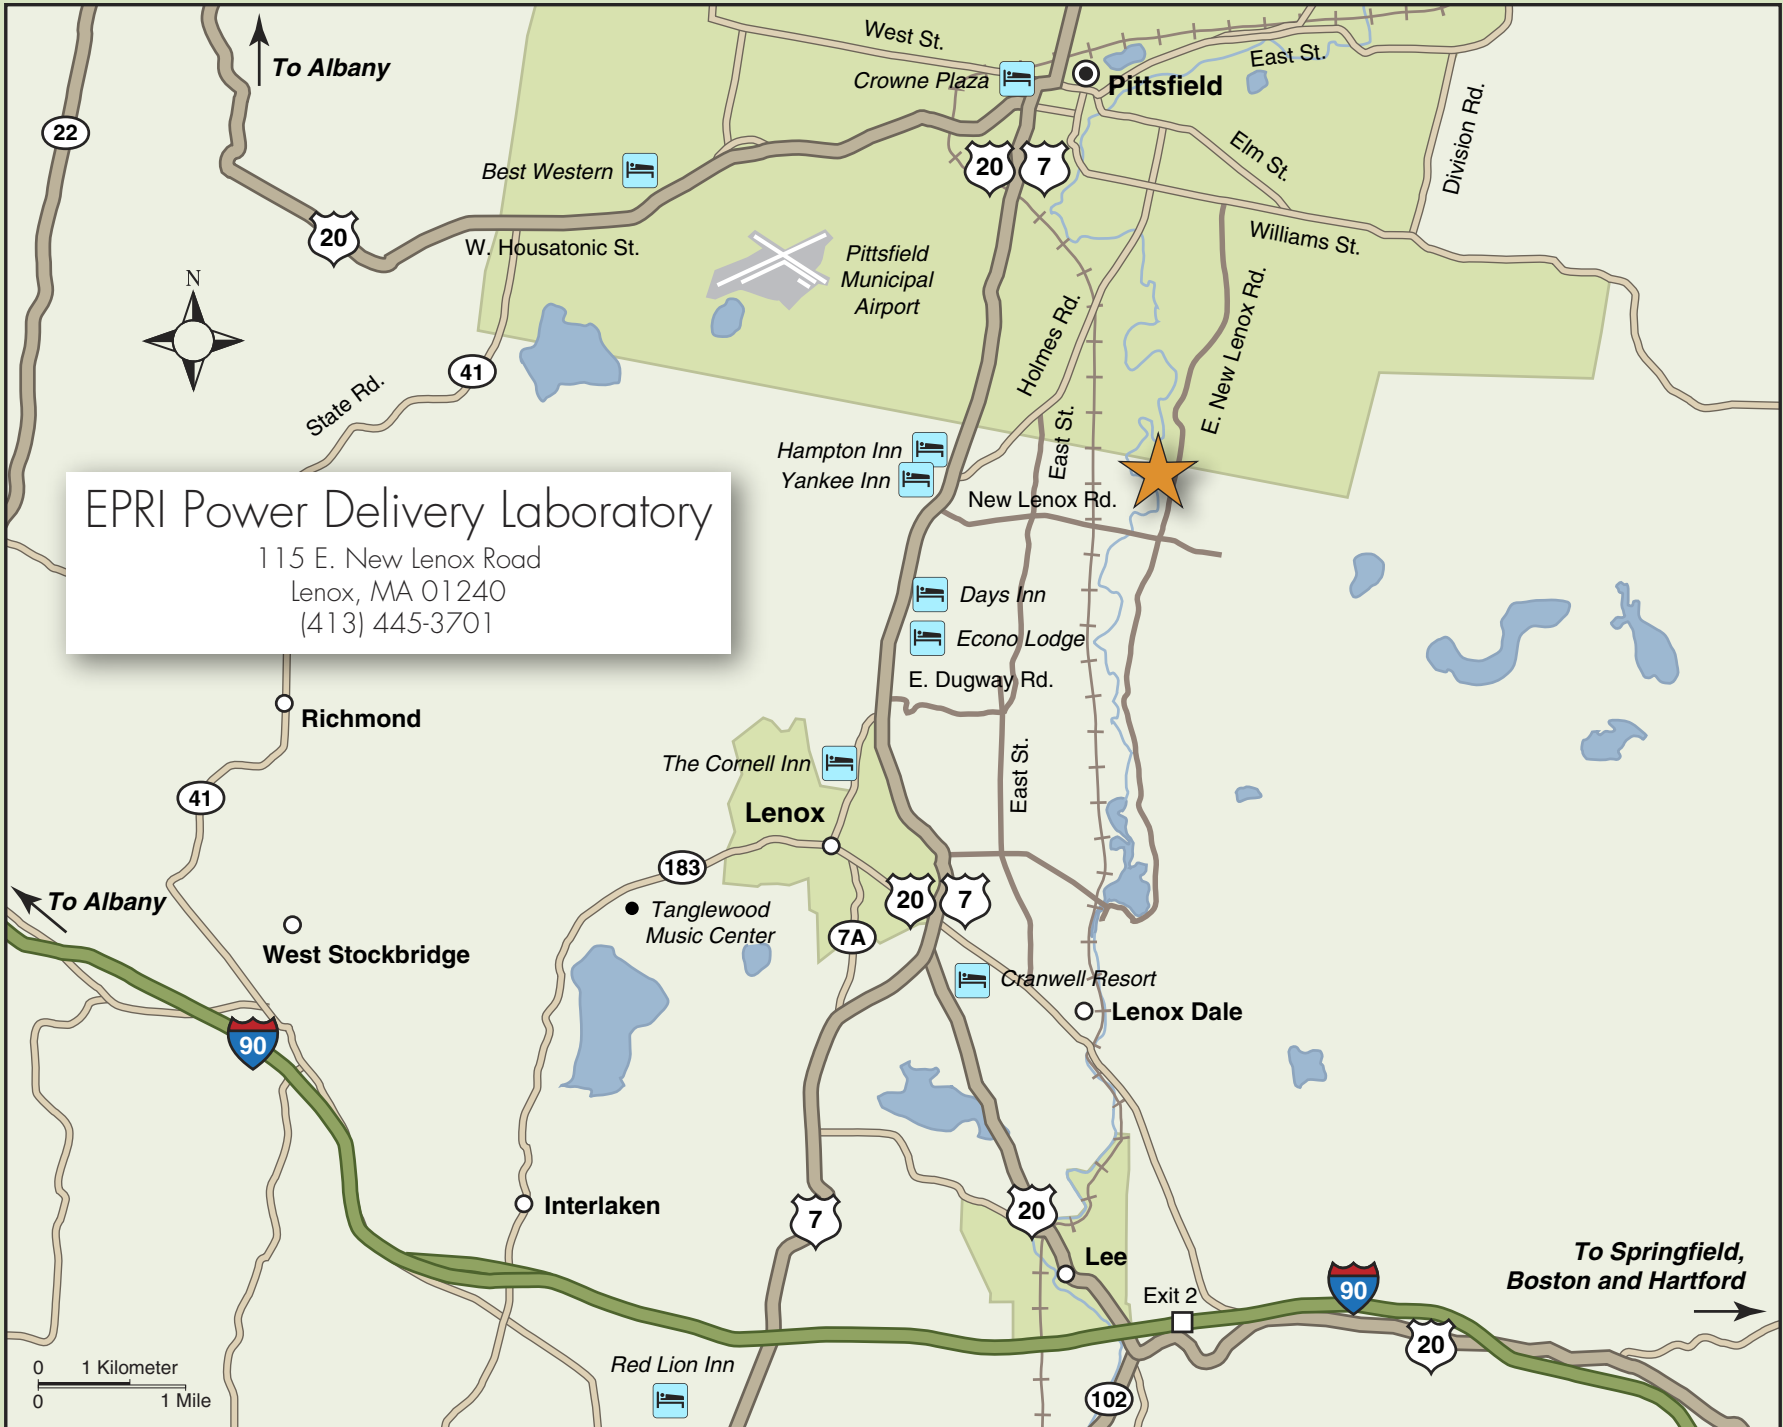 To Albany
West St.
East St.
Crowne Plaza
Pittsfield
22
Elm St.
Division Rd.
20
7
Best Western
20
W. Housatonic St.
Williams St.
Pittsfield
Municipal
Airport
N
E. New Lenox Rd.
Holmes Rd.
41
State Rd.
East St.
Hampton Inn
Yankee Inn
New Lenox Rd.
EPRI Power Delivery Laboratory
115 E. New Lenox Road
Lenox, MA 01240
(413) 445-3701
Days Inn
Econo Lodge
E. Dugway Rd.
Richmond
The Cornell Inn
East St.
41
Lenox
183
To Albany
20
7
Tanglewood
Music Center
7A
West Stockbridge
Cranwell Resort
Lenox Dale
90
Interlaken
7
20
Lee
To Springfield,
Boston and Hartford
Exit 2
90
20
Red Lion Inn
0 1 Kilometer
0 1 Mile
102